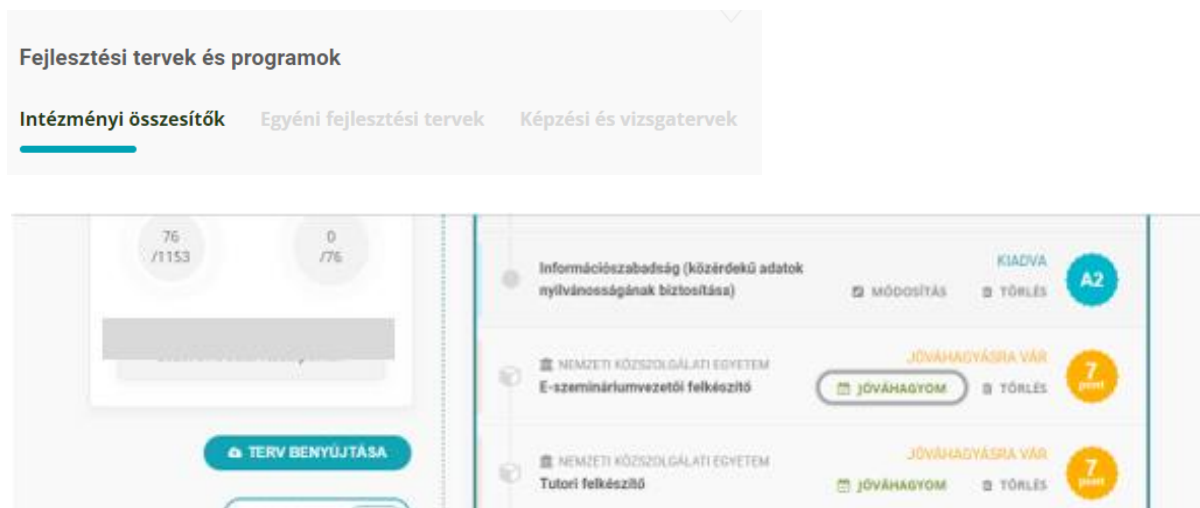 Fejlesztési tervek és programok
Intézményi összesítők Egyéni fejlesztési tervek Képzési és vizsgatervek
76
/1153
0
/76
TERV BENYÚJTÁSA
Információszabadság (közérdekű adatok
nyilvánosságának biztosítása)
KIADVA
MÓDOSÍTÁS TÖRLÉS
A2
NEMZETI KÖZSZOLGÁLATI EGYETEM
E-szemináriumvezetői felkészítő
JÓVÁHAGYÁSRA VÁR
JÓVÁHAGYOM TÖRLÉS
7
pont
NEMZETI KÖZSZOLGÁLATI EGYETEM
Tutori felkészítő
JÓVÁHAGYÁSRA VÁR
JÓVÁHAGYOM TÖRLÉS
7
pont